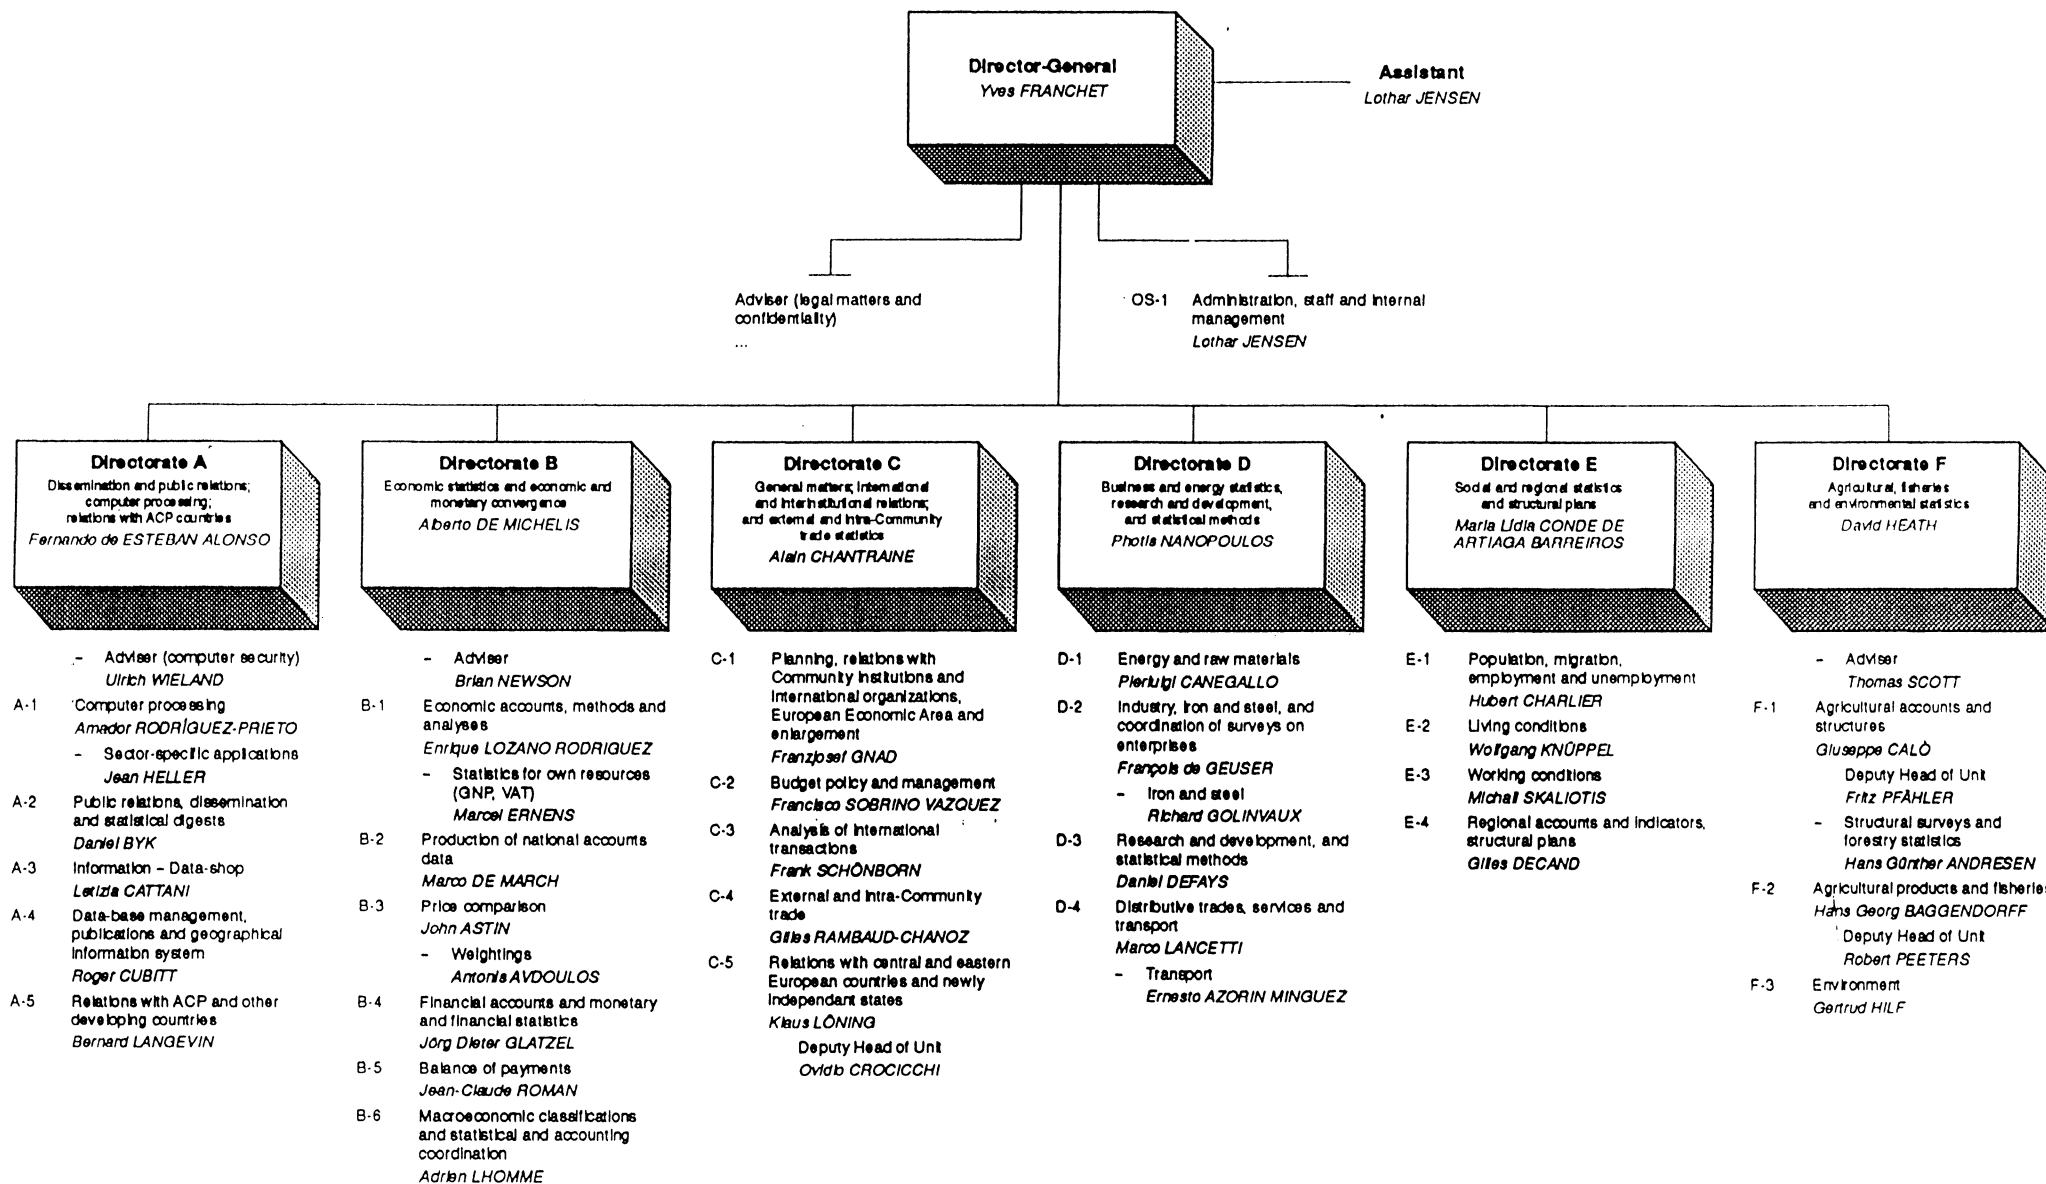 Director-General
Yves FRANCHET
Assistant
Lothar JENSEN
Adviser (legal matters and
confidentiality)
...
OS-1 Administration, staff and internal
management
Lothar JENSEN
Directorate A
Dissemination and public relations;
computer processing;
relations with ACP countries
Fernando de ESTEBAN ALONSO
– Adviser (computer security)
Ulrich WIELAND
A-1 Computer processing
Amador RODRÍGUEZ-PRIETO
– Sector-specific applications
Jean HELLER
A-2 Public relations, dissemination
and statistical digests
Daniel BYK
A-3 Information – Data-shop
Letizia CATTANI
A-4 Data-base management,
publications and geographical
information system
Roger CUBITT
A-5 Relations with ACP and other
developing countries
Bernard LANGEVIN
Directorate B
Economic statistics and economic and
monetary convergence
Alberto DE MICHELIS
– Adviser
Brian NEWSON
B-1 Economic accounts, methods and
analyses
Enrique LOZANO RODRIGUEZ
– Statistics for own resources
(GNP, VAT)
Marcel ERNENS
B-2 Production of national accounts
data
Marco DE MARCH
B-3 Price comparison
John ASTIN
– Weightings
Antonis AVDOULOS
B-4 Financial accounts and monetary
and financial statistics
Jörg Dieter GLATZEL
B-5 Balance of payments
Jean-Claude ROMAN
B-6 Macroeconomic classifications
and statistical and accounting
coordination
Adrien LHOMME
Directorate C
General matters; International
and interinstitutional relations;
and external and intra-Community
trade statistics
Alain CHANTRAINE
C-1 Planning, relations with
Community institutions and
international organizations,
European Economic Area and
enlargement
Franzjosef GNAD
C-2 Budget policy and management
Francisco SOBRINO VAZQUEZ
C-3 Analysis of international
transactions
Frank SCHÖNBORN
C-4 External and intra-Community
trade
Gilles RAMBAUD-CHANOZ
C-5 Relations with central and eastern
European countries and newly
independant states
Klaus LÖNING
Deputy Head of Unit
Ovidio CROCICCHI
Directorate D
Business and energy statistics,
research and development,
and statistical methods
Photis NANOPOULOS
D-1 Energy and raw materials
Pierluigi CANEGALLO
D-2 Industry, iron and steel, and
coordination of surveys on
enterprises
François de GEUSER
– Iron and steel
Richard GOLINVAUX
D-3 Research and development, and
statistical methods
Daniel DEFAYS
D-4 Distributive trades, services and
transport
Marco LANCETTI
– Transport
Ernesto AZORIN MINGUEZ
Directorate E
Social and regional statistics
and structural plans
Maria Lidia CONDE DE
ARTIAGA BARREIROS
E-1 Population, migration,
employment and unemployment
Hubert CHARLIER
E-2 Living conditions
Wolfgang KNÜPPEL
E-3 Working conditions
Michail SKALIOTIS
E-4 Regional accounts and indicators,
structural plans
Gilles DECAND
Directorate F
Agricultural, fisheries
and environmental statistics
David HEATH
– Adviser
Thomas SCOTT
F-1 Agricultural accounts and
structures
Giuseppe CALÒ
Deputy Head of Unit
Fritz PFÄHLER
– Structural surveys and
forestry statistics
Hans Günther ANDRESEN
F-2 Agricultural products and fisheries
Hans Georg BAGGENDORFF
Deputy Head of Unit
Robert PEETERS
F-3 Environment
Gertrud HILF